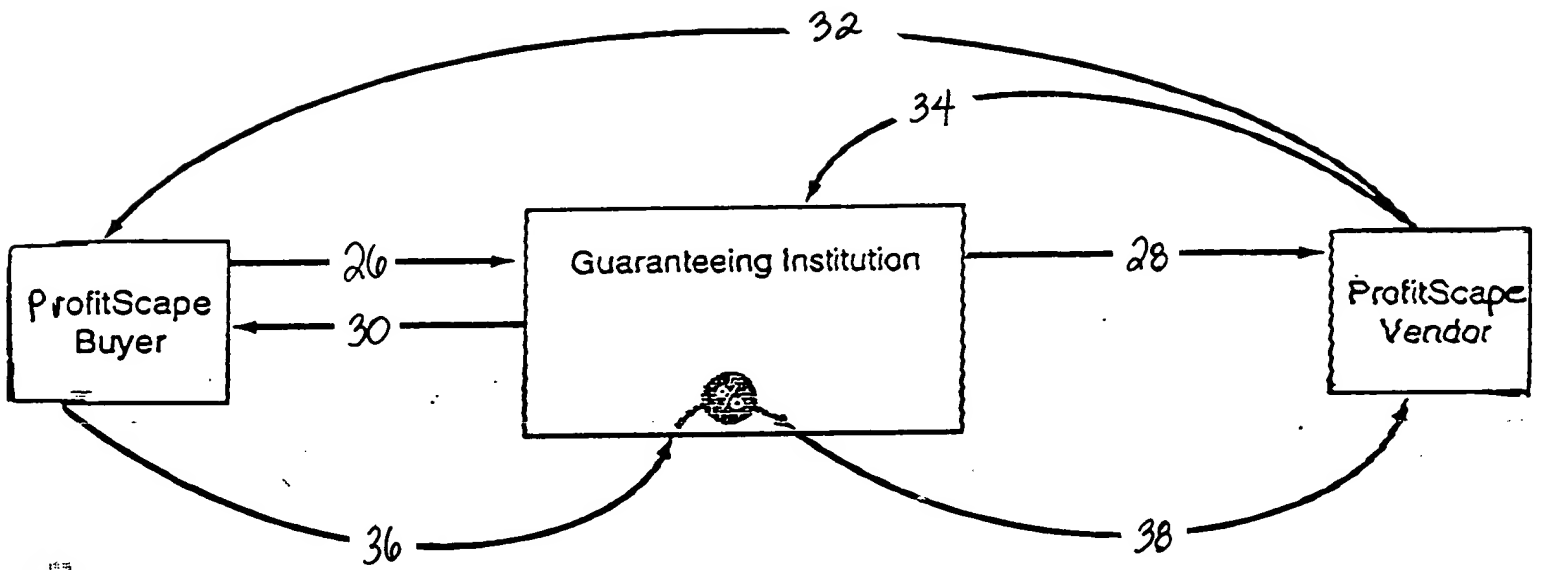 32
34
26
Guaranteeing Institution
28
ProfitScape
Buyer
30
ProfitScape
Vendor
%
36
38